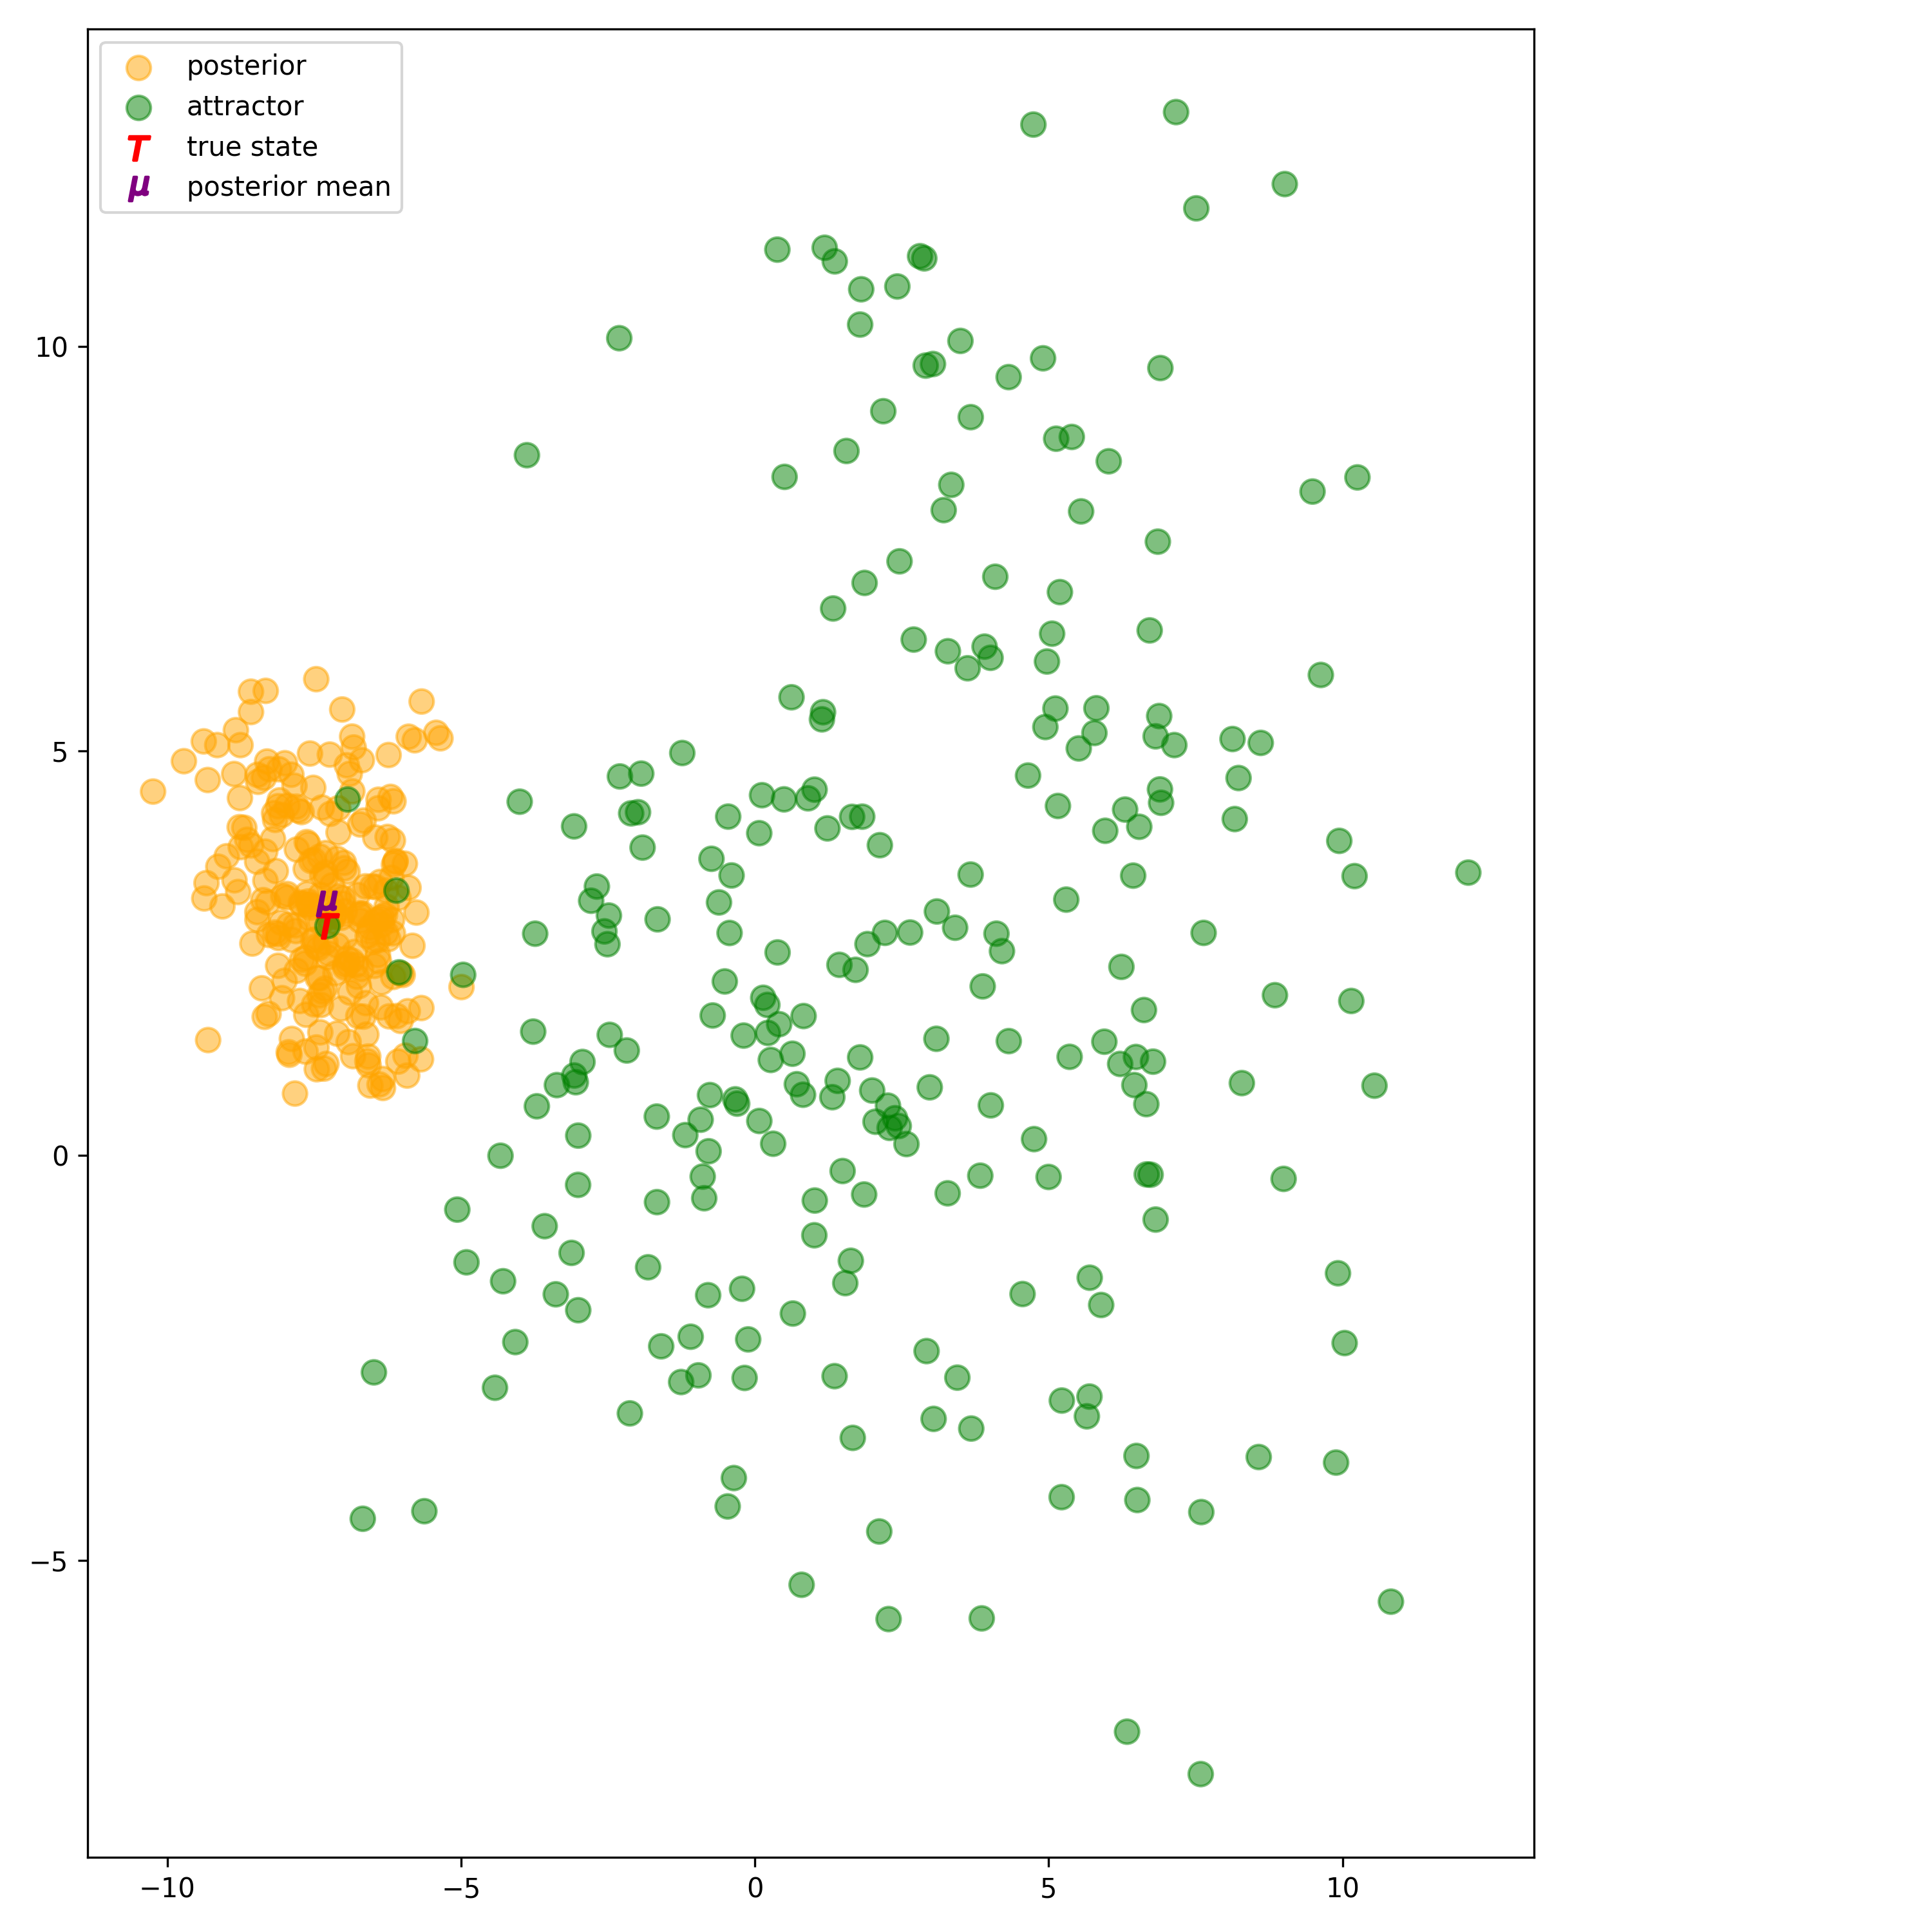 posterior
attractor
T true state
μ posterior mean
10
5
0
−5
μ
T
−10 −5 0 5 10